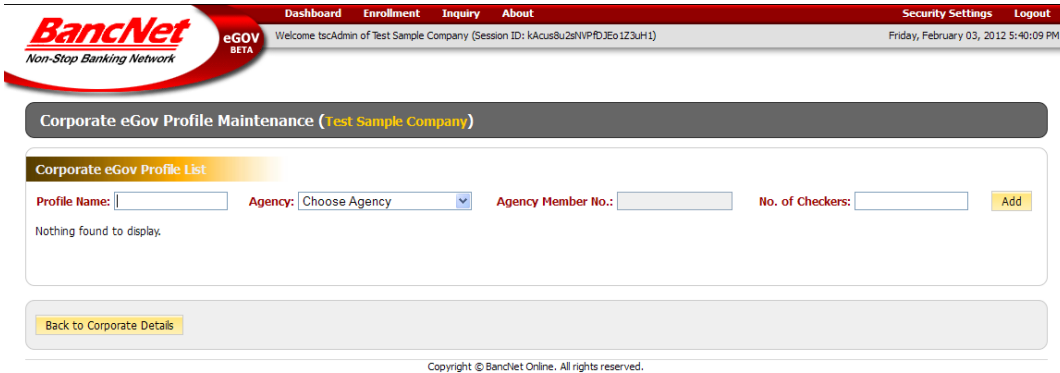 Dashboard Enrollment Inquiry About Security Settings Logout
BancNet eGOV BETA
Non-Stop Banking Network
Welcome tscAdmin of Test Sample Company (Session ID: kAcus8u2sNVPfDJEo1Z3uH1) Friday, February 03, 2012 5:40:09 PM
Corporate eGov Profile Maintenance (Test Sample Company)
Corporate eGov Profile List
Profile Name: Agency: Choose Agency Agency Member No.: No. of Checkers: Add
Nothing found to display.
Back to Corporate Details
Copyright © BancNet Online. All rights reserved.